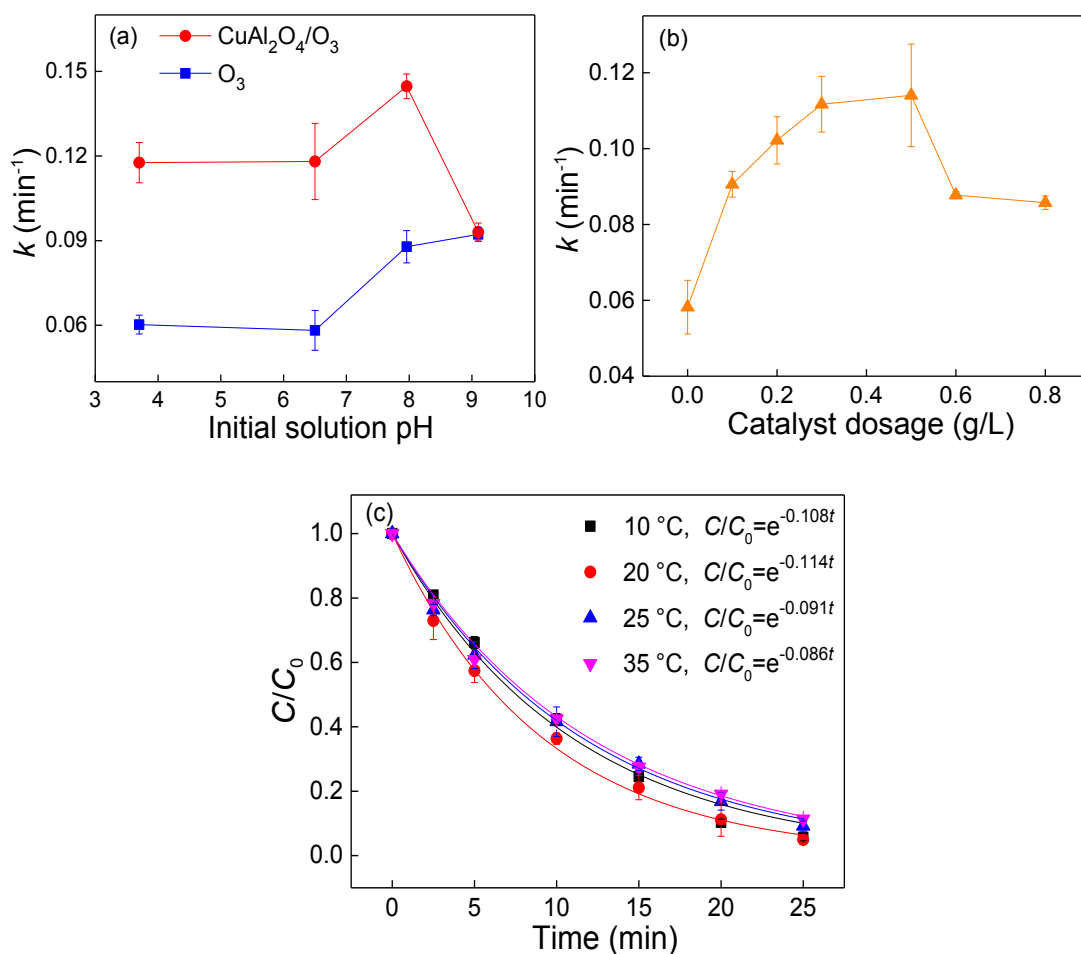 (a)
CuAl₂O₄/O₃
O₃
0.15
0.12
0.09
0.06
k (min⁻¹)
3 4 5 6 7 8 9 10
Initial solution pH
(b)
0.12
0.10
0.08
0.06
0.04
k (min⁻¹)
0.0 0.2 0.4 0.6 0.8
Catalyst dosage (g/L)
(c)
10 °C, C/C₀=e⁻⁰·¹⁰⁸ᵗ
20 °C, C/C₀=e⁻⁰·¹¹⁴ᵗ
25 °C, C/C₀=e⁻⁰·⁰⁹¹ᵗ
35 °C, C/C₀=e⁻⁰·⁰⁸⁶ᵗ
1.0
0.8
0.6
0.4
0.2
0.0
C/C₀
0 5 10 15 20 25
Time (min)